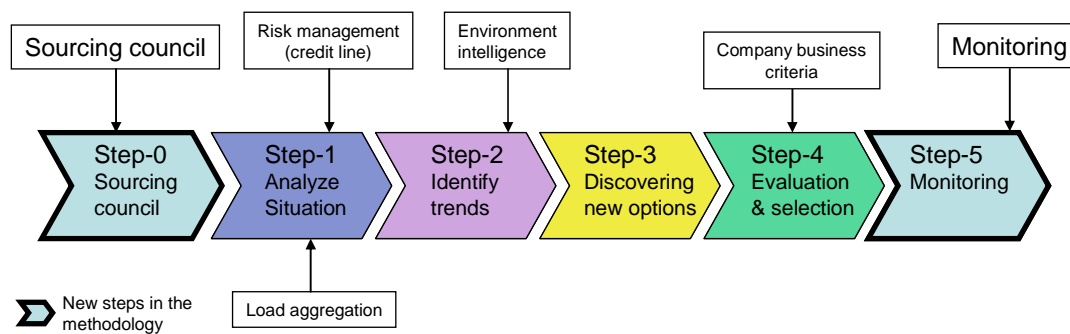 Sourcing council
Risk management
(credit line)
Environment
intelligence
Company business
criteria
Monitoring
Step-0
Sourcing
council
Step-1
Analyze
Situation
Step-2
Identify
trends
Step-3
Discovering
new options
Step-4
Evaluation
& selection
Step-5
Monitoring
Load aggregation
New steps in the
methodology